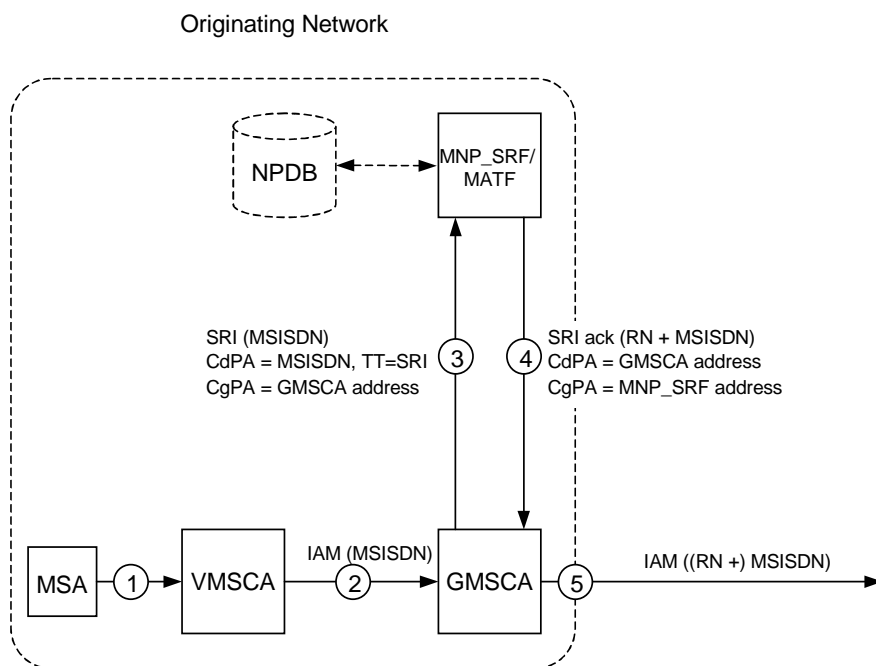 Originating Network
NPDB
MNP_SRF/
MATF
SRI (MSISDN)
CdPA = MSISDN, TT=SRI
CgPA = GMSCA address
3
4
SRI ack (RN + MSISDN)
CdPA = GMSCA address
CgPA = MNP_SRF address
MSA
1
VMSCA
IAM (MSISDN)
2
GMSCA
5
IAM ((RN +) MSISDN)